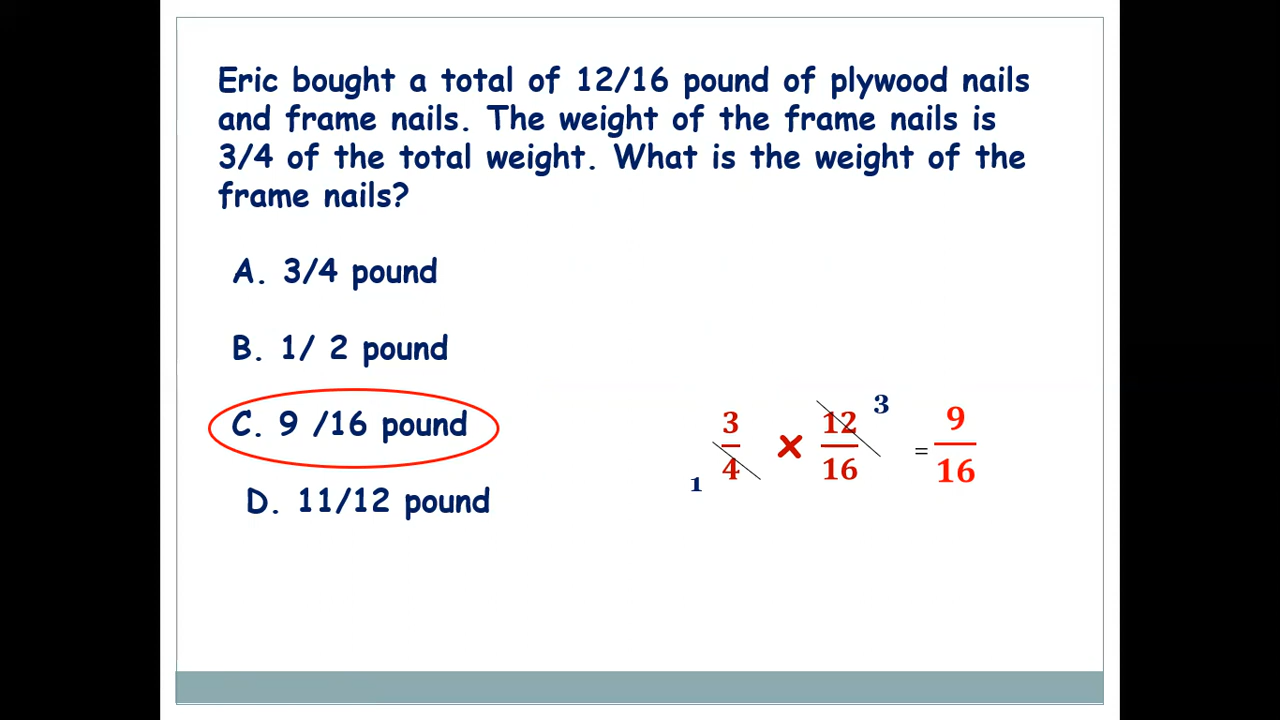 Eric bought a total of 12/16 pound of plywood nails
and frame nails. The weight of the frame nails is
3/4 of the total weight. What is the weight of the
frame nails?
A. 3/4 pound
B. 1/ 2 pound
C. 9 /16 pound
D. 11/12 pound
3
3 12 9
× =
4 16 16
1